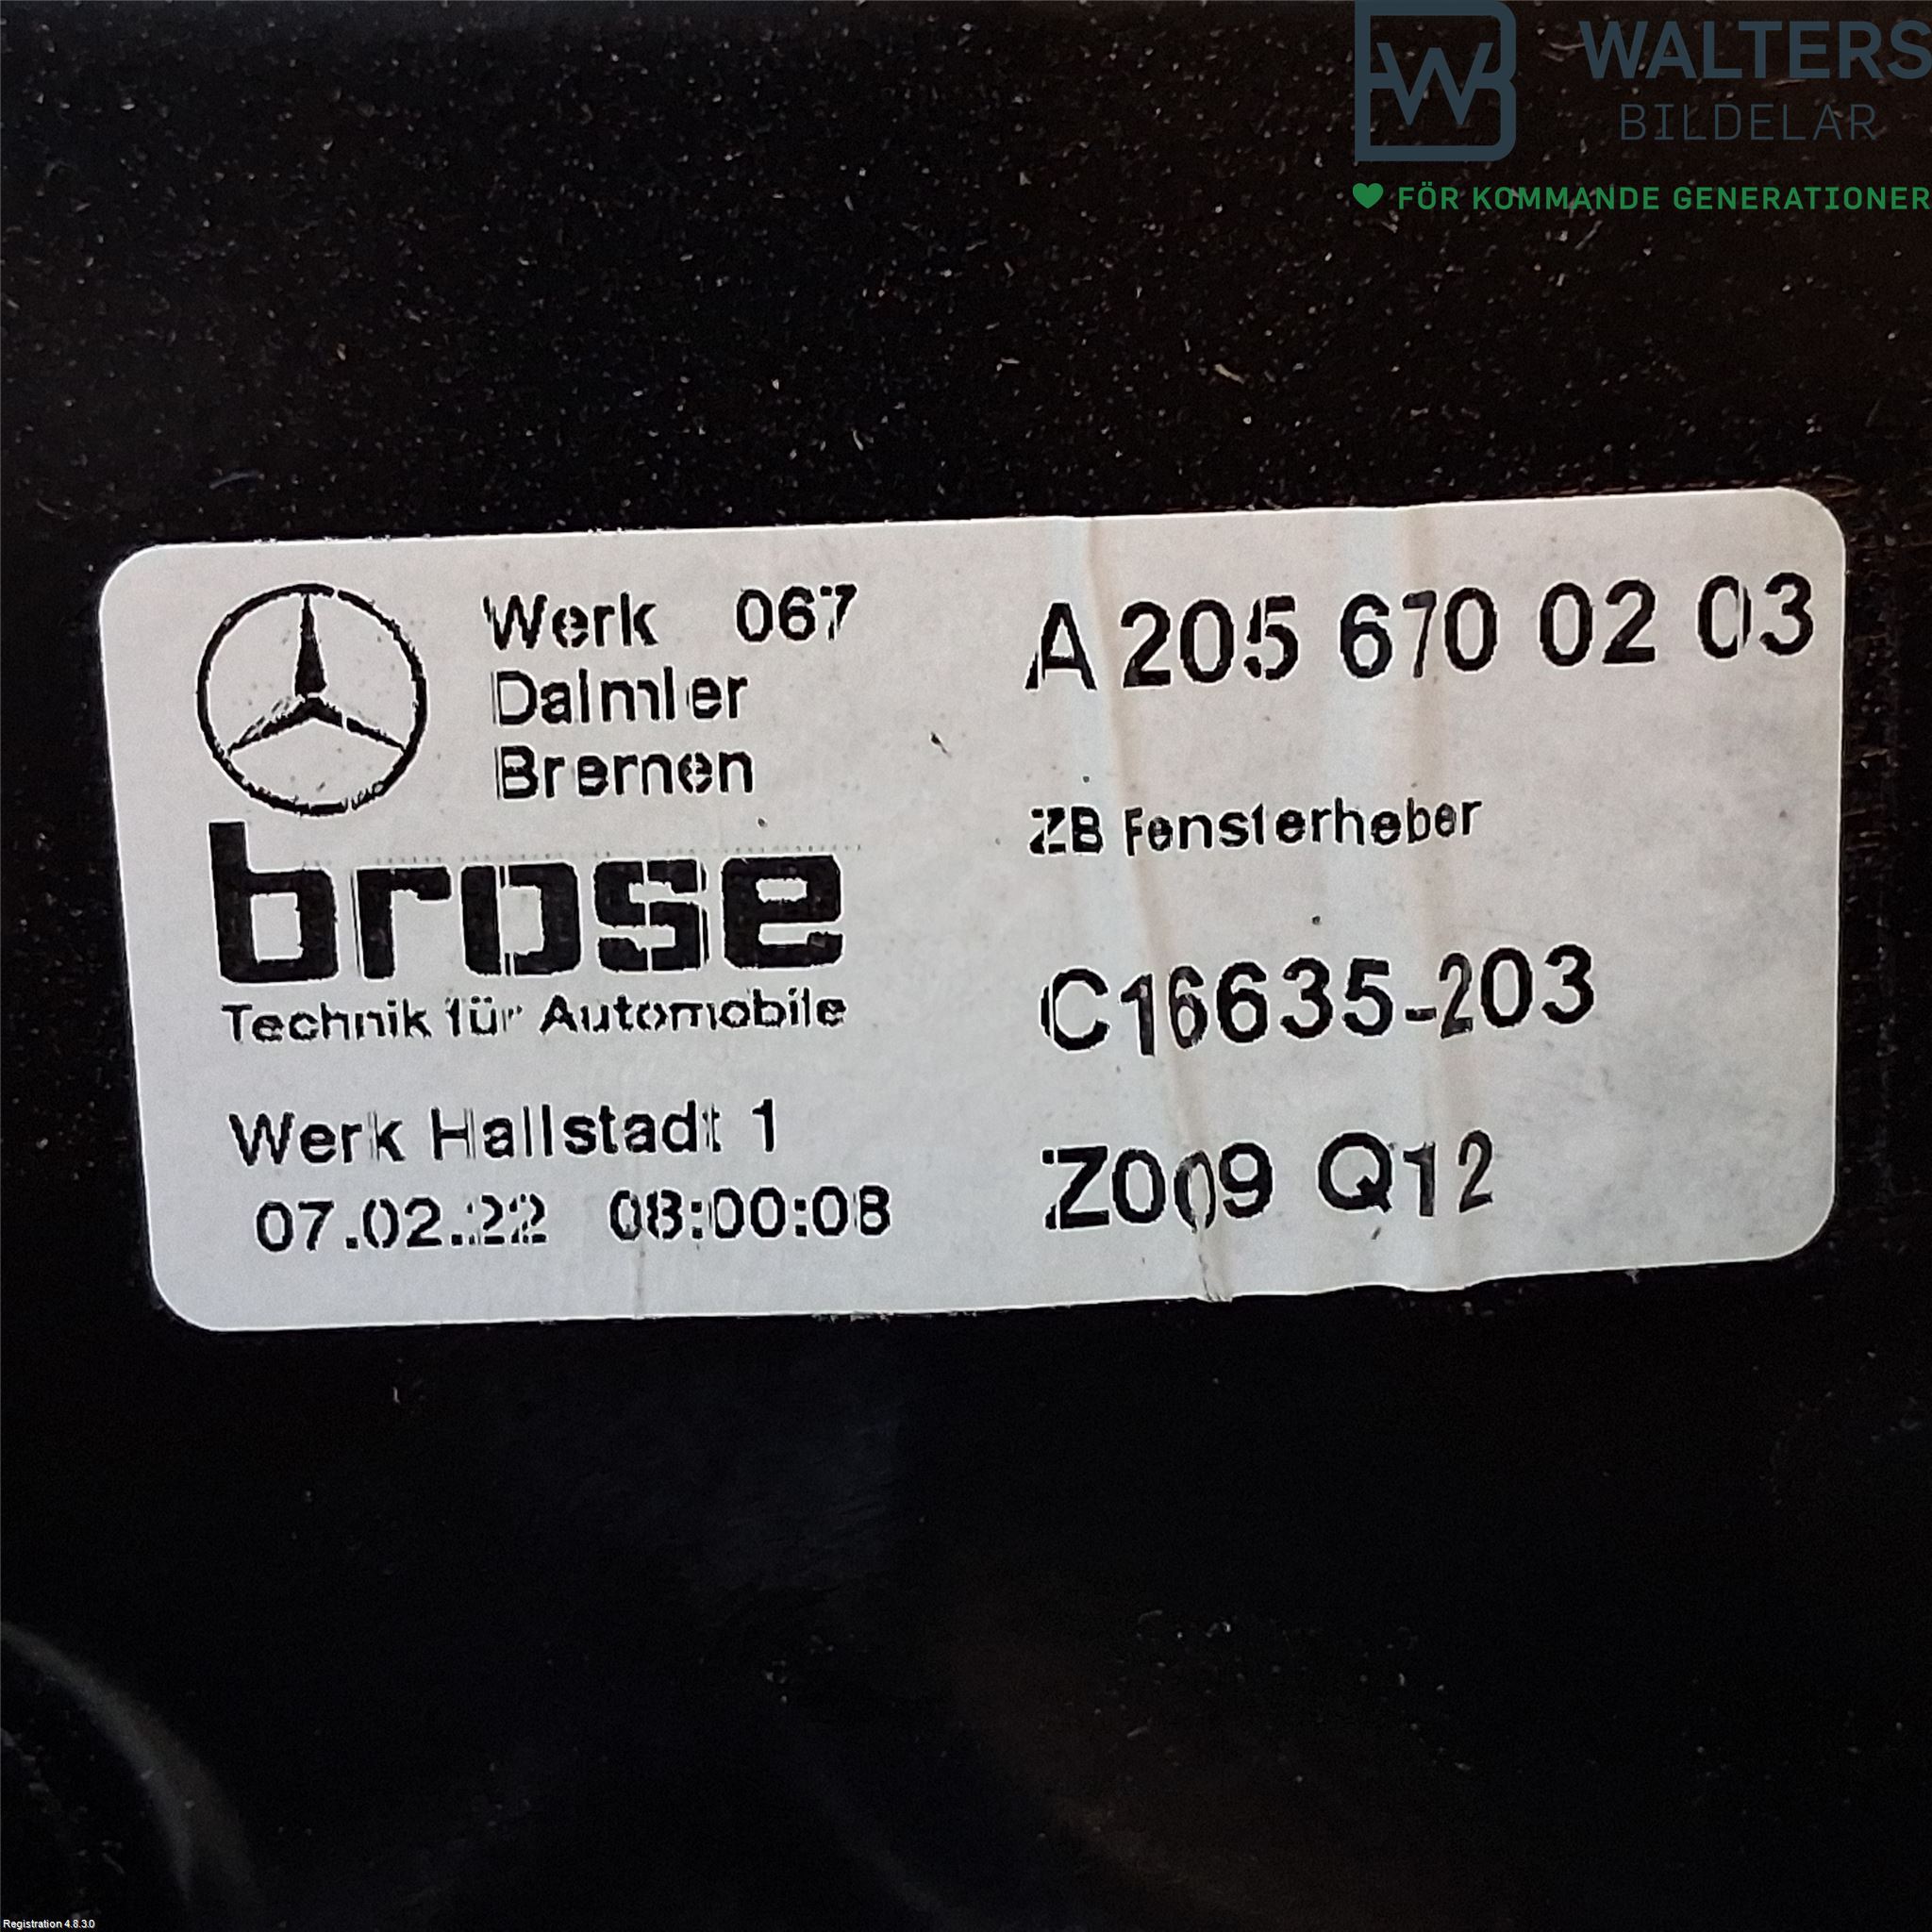 WALTERS
BILDELAR
FÖR KOMMANDE GENERATIONER
Werk 067
Daimler
Bremen
brose
Technik für Automobile
Werk Hallstadt 1
07.02.22 08:00:08
A 205 670 02 03
ZB Fensterheber
C16635-203
Z009 Q12
Registration 4.8.3.0